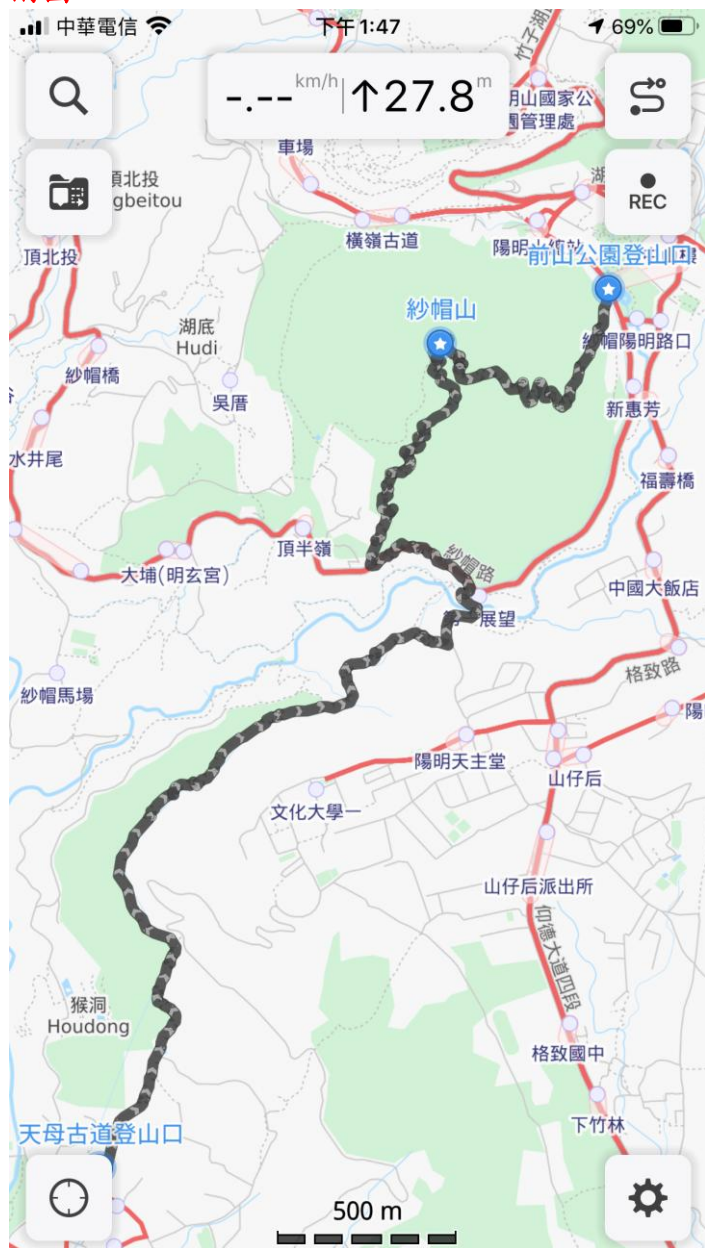 中華電信
下午1:47
69%
-.-- km/h ↑27.8 m
竹子湖
明山國家公
園管理處
REC
車場
頂北投
gbeitou
橫嶺古道
陽明
前山公園登山口
頂北投
紗帽山
湖底
Hudi
紗帽陽明路口
紗帽橋
吳厝
新惠芳
水井尾
福壽橋
頂半嶺
紗帽路
大埔(明玄宮)
中國大飯店
第一展望
格致路
紗帽馬場
陽明天主堂
山仔后
文化大學一
山仔后派出所
仰德大道四段
猴洞
Houdong
格致國中
下竹林
天母古道登山口
500 m